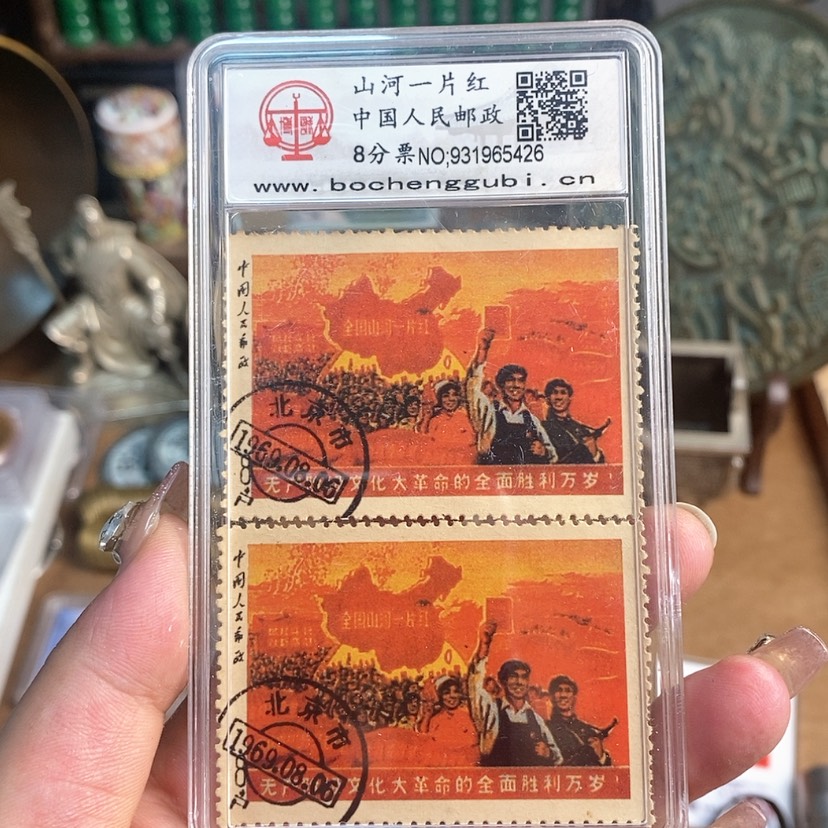 山河一片红
中国人民邮政
8分票NO;931965426
www.bochenggubi.cn
中国人民邮政
全国山河一片红
北京市
1969.08.06
无产 文化大革命的全面胜利万岁！
中国人民邮政
全国山河一片红
北京市
1969.08.06
无产 文化大革命的全面胜利万岁！